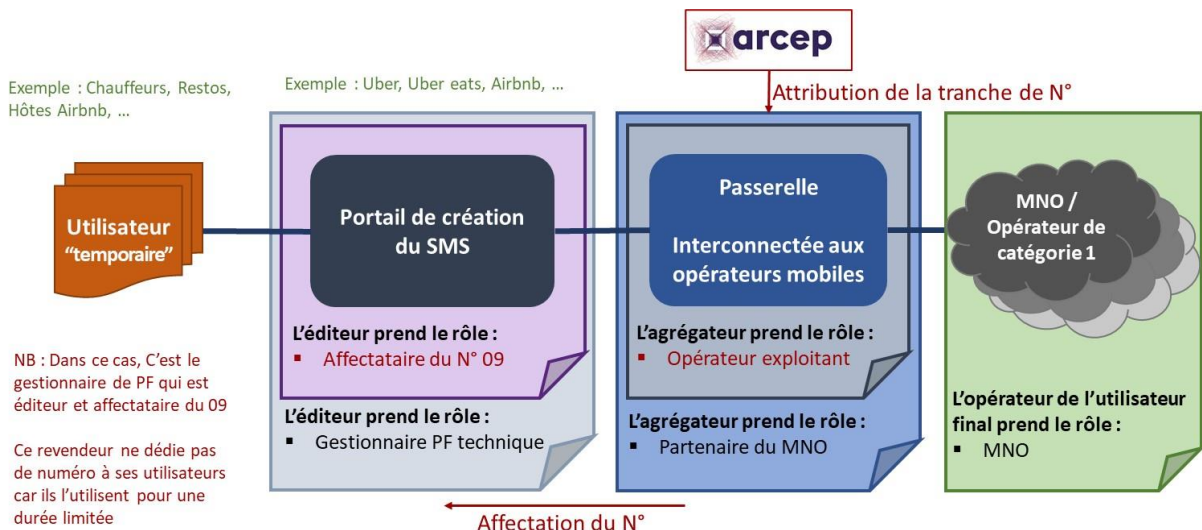 arcep
Attribution de la tranche de N°
Exemple : Chauffeurs, Restos,
Hôtes Airbnb, …
Exemple : Uber, Uber eats, Airbnb, …
Utilisateur
“temporaire”
Portail de création
du SMS
Passerelle
Interconnectée aux
opérateurs mobiles
MNO /
Opérateur de
catégorie 1
L’éditeur prend le rôle :
▪ Affectataire du N° 09
L’éditeur prend le rôle :
▪ Gestionnaire PF technique
L’agrégateur prend le rôle :
▪ Opérateur exploitant
L’agrégateur prend le rôle :
▪ Partenaire du MNO
L’opérateur de l’utilisateur
final prend le rôle :
▪ MNO
NB : Dans ce cas, C’est le
gestionnaire de PF qui est
éditeur et affectataire du 09
Ce revendeur ne dédie pas
de numéro à ses utilisateurs
car ils l’utilisent pour une
durée limitée
Affectation du N°